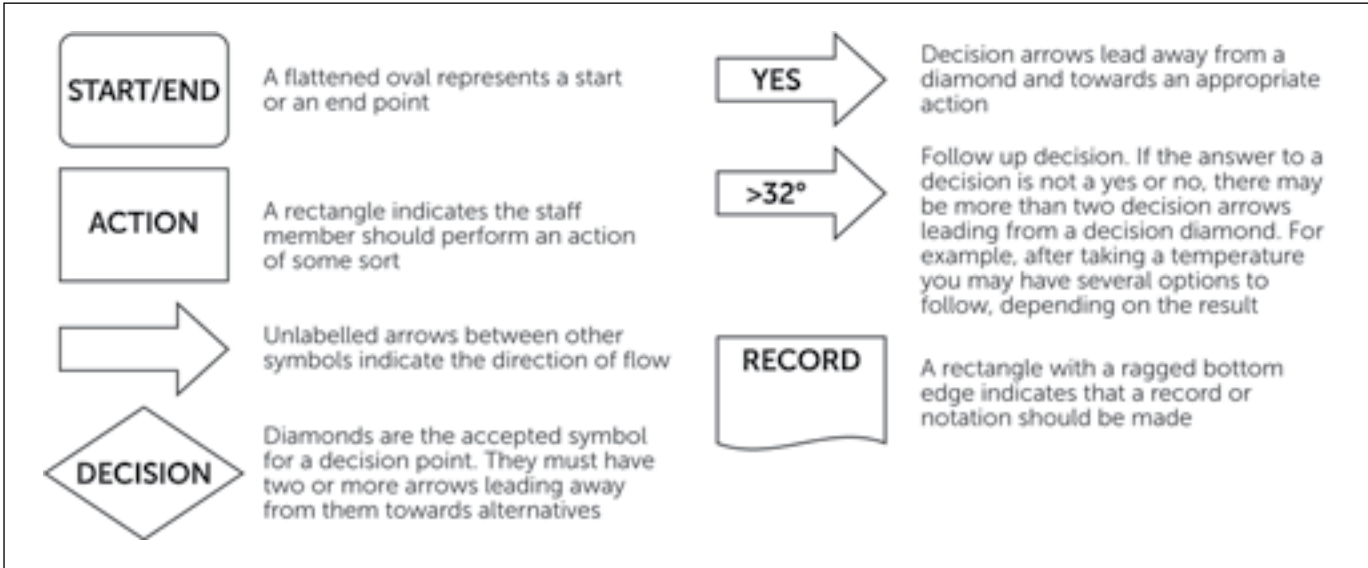 START/END
A flattened oval represents a start
or an end point
ACTION
A rectangle indicates the staff
member should perform an action
of some sort
Unlabelled arrows between other
symbols indicate the direction of flow
DECISION
Diamonds are the accepted symbol
for a decision point. They must have
two or more arrows leading away
from them towards alternatives
YES
Decision arrows lead away from a
diamond and towards an appropriate
action
>32°
Follow up decision. If the answer to a
decision is not a yes or no, there may
be more than two decision arrows
leading from a decision diamond. For
example, after taking a temperature
you may have several options to
follow, depending on the result
RECORD
A rectangle with a ragged bottom
edge indicates that a record or
notation should be made